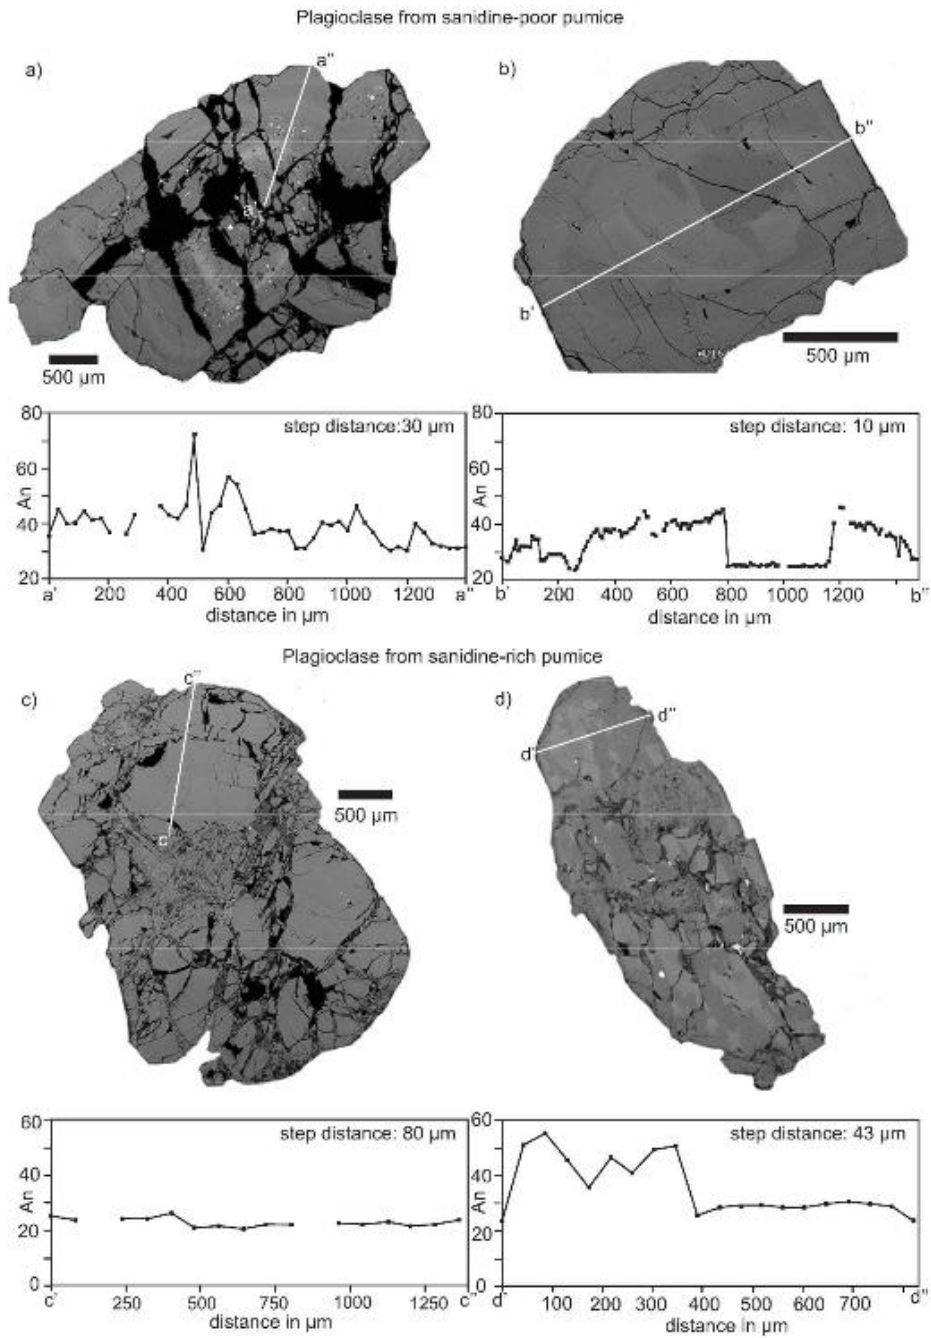 Plagioclase from sanidine-poor pumice
a)
a''
a'
500 µm
b)
b''
b'
500 µm
80
60
An
40
20
step distance:30 µm
a' 200 400 600 800 1000 1200 a''
distance in µm
80
60
An
40
20
step distance: 10 µm
b' 200 400 600 800 1000 1200 b''
distance in µm
Plagioclase from sanidine-rich pumice
c)
c''
c'
500 µm
d)
d''
d'
500 µm
60
40
An
20
0
step distance: 80 µm
c' 250 500 750 1000 1250 c''
distance in µm
60
40
An
20
0
step distance: 43 µm
d' 100 200 300 400 500 600 700 d''
distance in µm